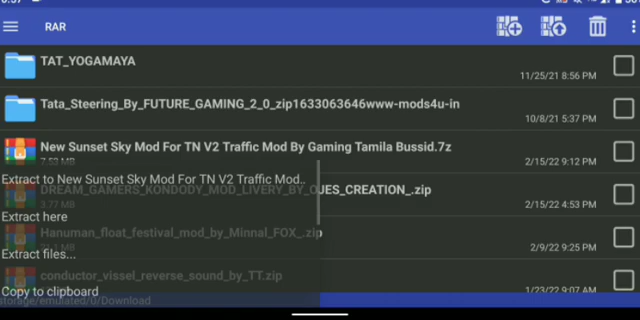 RAR
TAT_YOGAMAYA
11/25/21 8:56 PM
Tata_Steering_By_FUTURE_GAMING_2_0_zip1633063646www-mods4u-in
10/8/21 5:37 PM
New Sunset Sky Mod For TN V2 Traffic Mod By Gaming Tamila Bussid.7z
7.53 MB
2/15/22 9:12 PM
Extract to New Sunset Sky Mod For TN V2 Traffic Mod..
DREAM_GAMERS_KONDODY_MOD_LIVERY_BY_OJES_CREATION_.zip
3.77 MB
2/15/22 4:53 PM
Extract here
Hanuman_float_festival_mod_by_Minnal_FOX_.zip
2/9/22 9:25 PM
Extract files...
conductor_vissel_reverse_sound_by_TT.zip
1/23/22 9:07 AM
Copy to clipboard
storage/emulated/0/Download